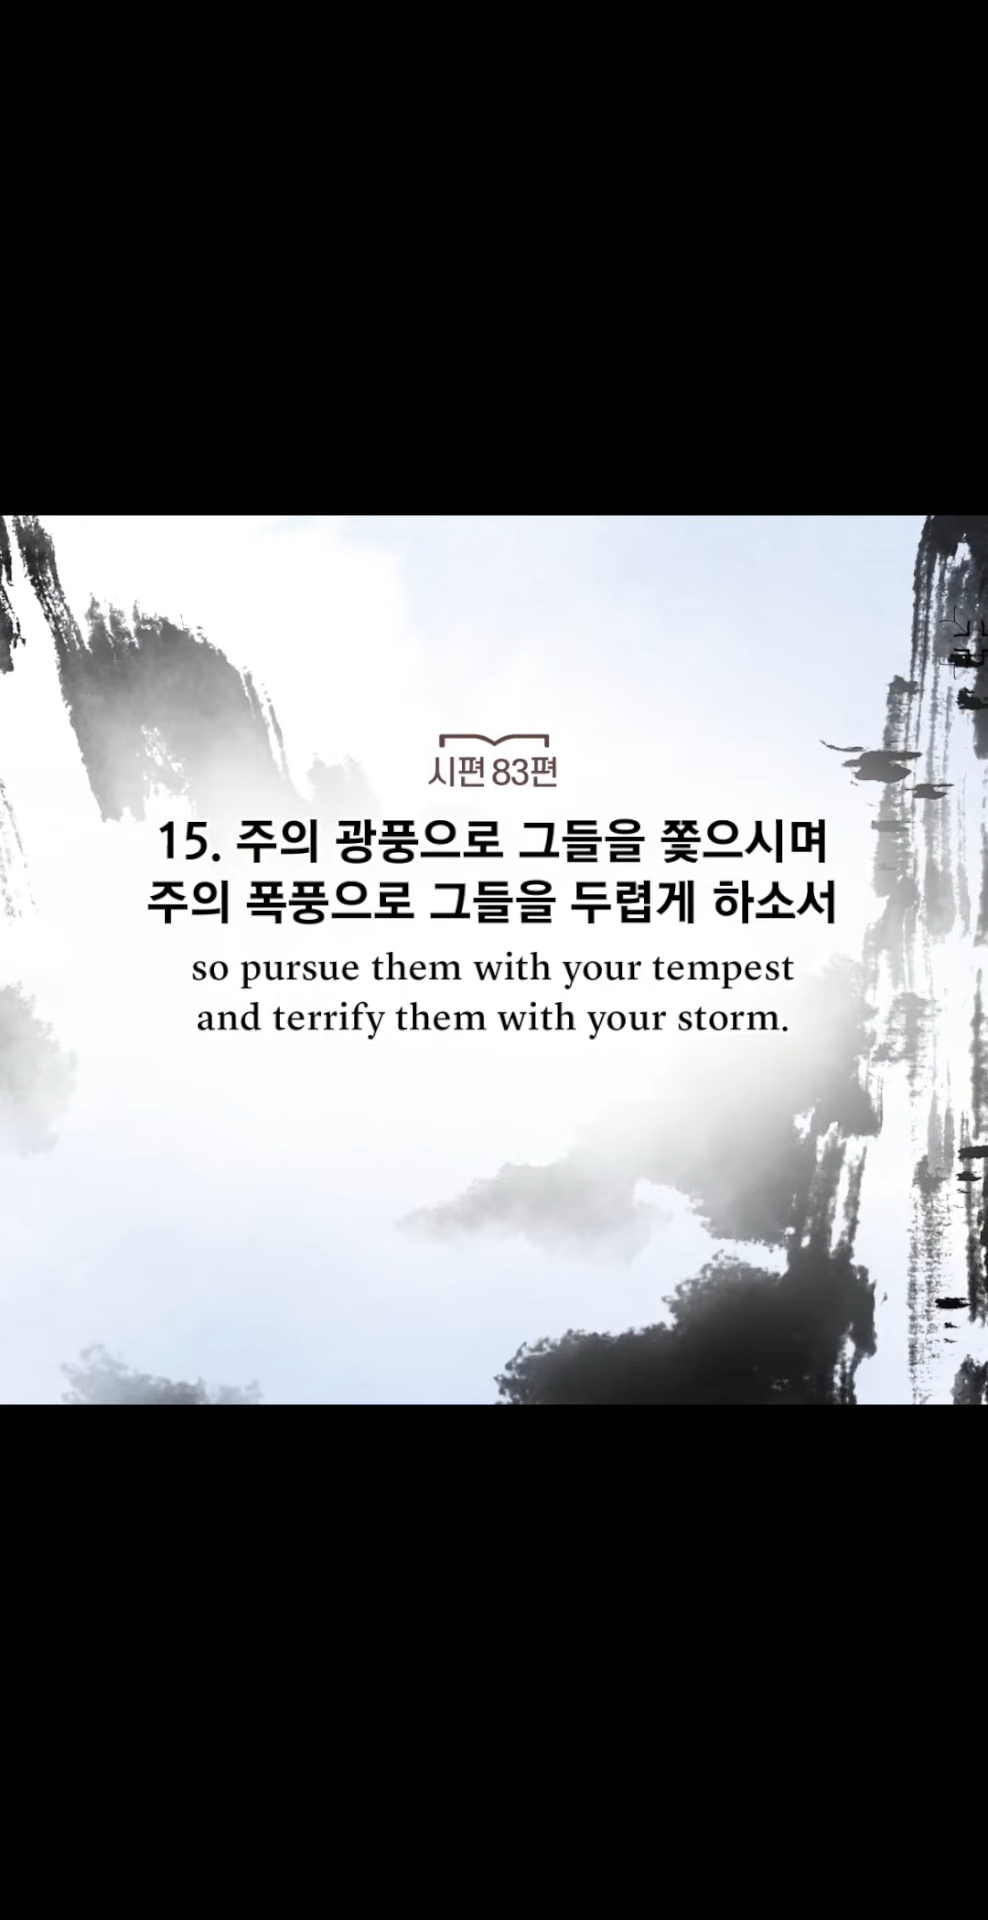 시편 83편
15. 주의 광풍으로 그들을 쫓으시며
주의 폭풍으로 그들을 두렵게 하소서
so pursue them with your tempest
and terrify them with your storm.